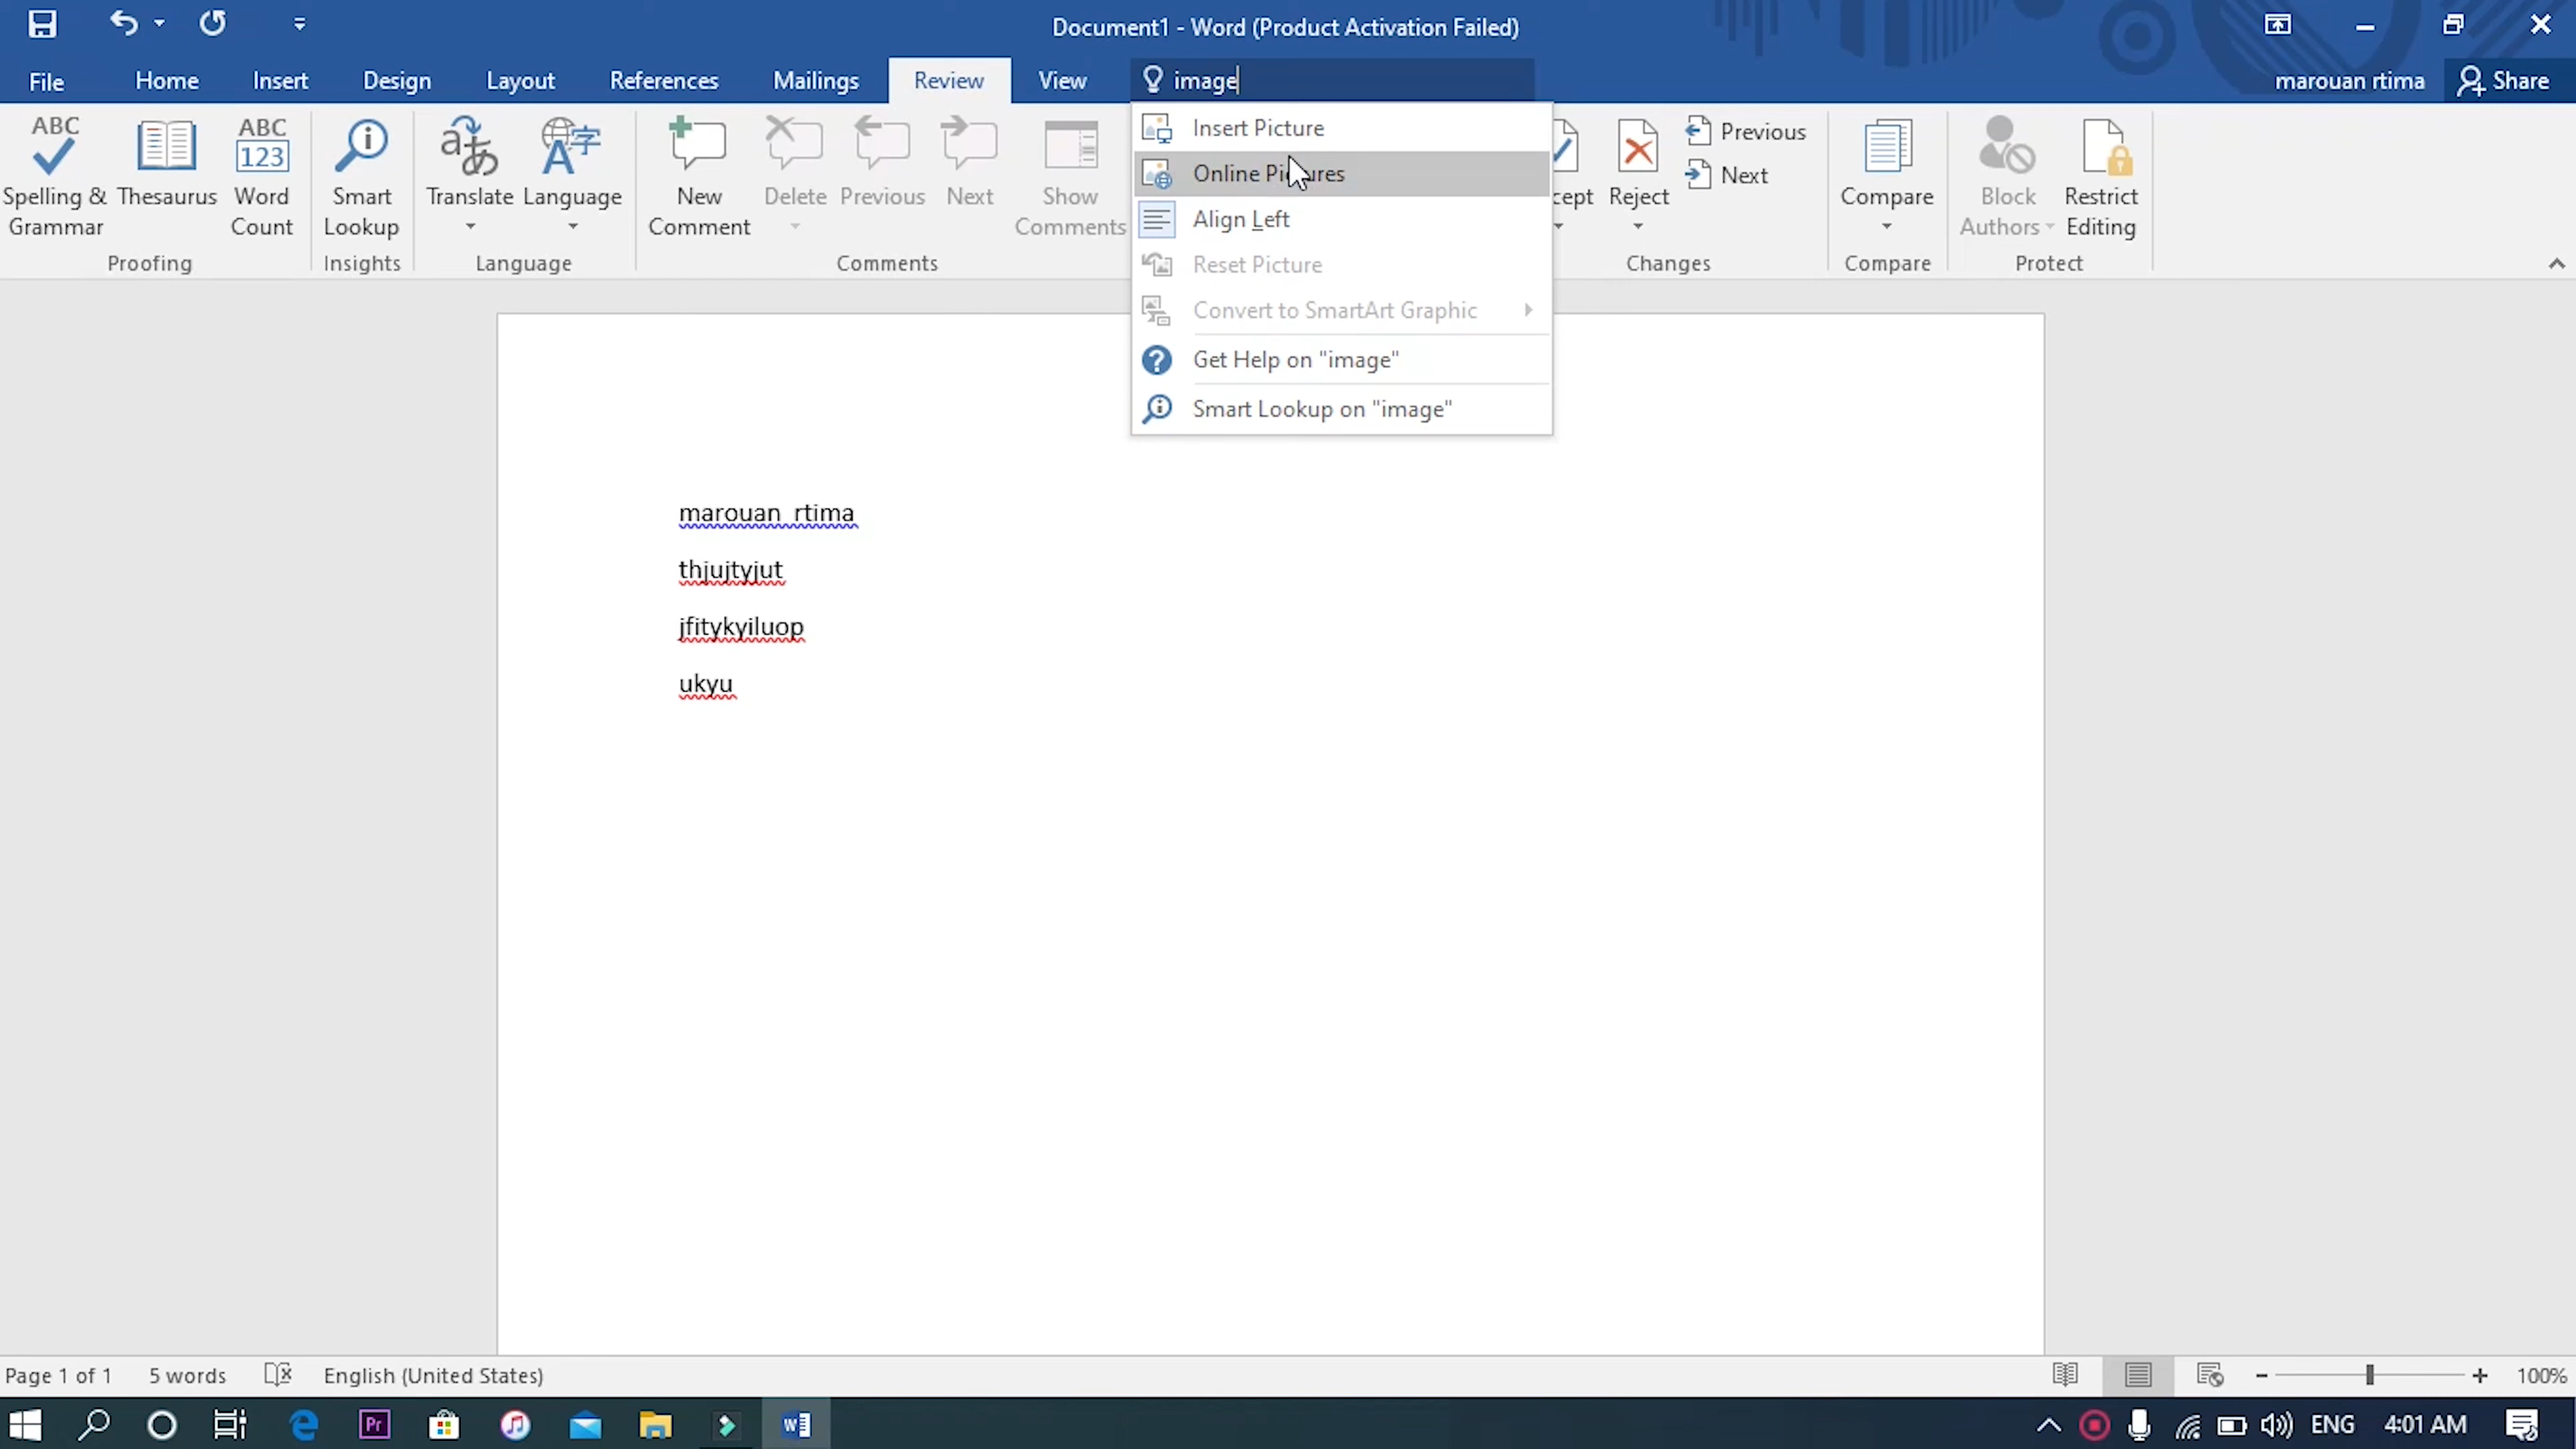 Document1 - Word (Product Activation Failed)
File Home Insert Design Layout References Mailings Review View image marouan rtima Share
ABC Spelling & Grammar
Thesaurus
ABC 123 Word Count
Proofing
Smart Lookup
Insights
Translate
Language
Language
New Comment
Delete
Previous
Next
Show Comments
Comments
Reject
Previous
Next
Changes
Compare
Compare
Block Authors
Restrict Editing
Protect
Insert Picture
Online Pictures
Align Left
Reset Picture
Convert to SmartArt Graphic
Get Help on "image"
Smart Lookup on "image"
marouan rtima
thjujtyjut
jfitykyiluop
ukyu
Page 1 of 1 5 words English (United States) 100%
Pr ENG 4:01 AM